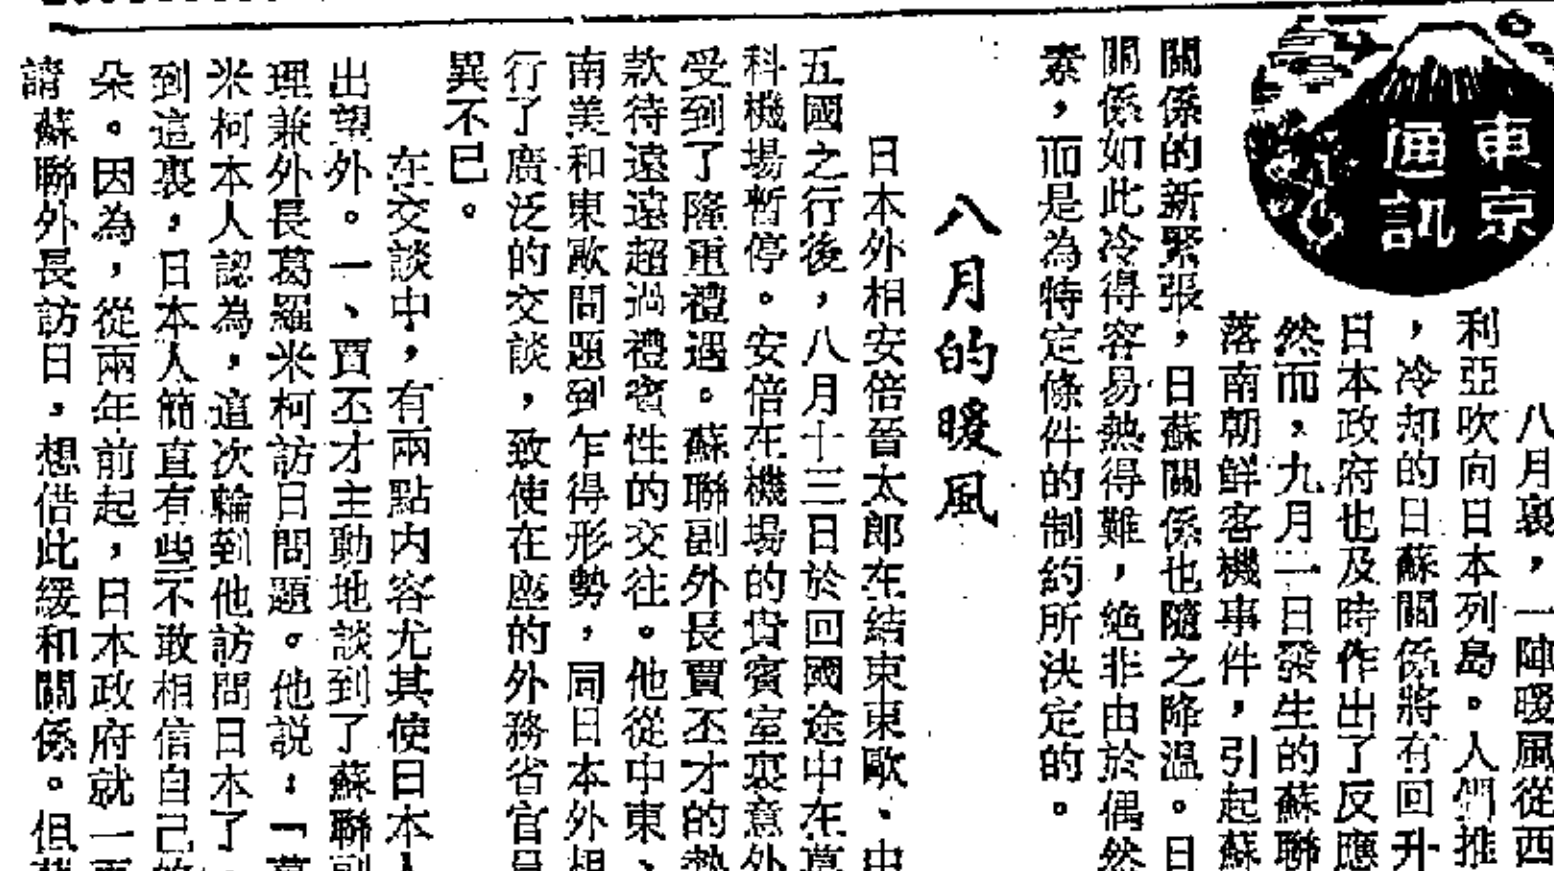 東京
通訊
八月裏，一陣暖風從西
利亞吹向日本列島。人們推
，冷却的日蘇關係將有回升
日本政府也及時作出了反應
然而，九月一日發生的蘇聯
落南朝鮮客機事件，引起蘇
關係的新緊張，日蘇關係也隨之降溫。日
關係如此冷得容易熱得難，絶非由於偶然
素，而是為特定條件的制約所決定的。
八月的暖風
日本外相安倍晉太郎在結束東歐、中
五國之行後，八月十三日於回國途中在莫
科機場暫停。安倍在機場的貴賓室裏意外
受到了隆重禮遇。蘇聯副外長賈丕才的熱
款待遠遠超過禮賓性的交往。他從中東、
南美和東歐問題到乍得形勢，同日本外相
行了廣泛的交談，致使在座的外務省官員
異不已。
在交談中，有兩點内容尤其使日本人
出望外。一、賈丕才主動地談到了蘇聯副
理兼外長葛羅米柯訪日問題。他説：「葛
米柯本人認為，這次輪到他訪問日本了。
到這裏，日本人簡直有些不敢相信自己的
朵。因為，從兩年前起，日本政府就一再
請蘇聯外長訪日，想借此緩和關係。但蘇